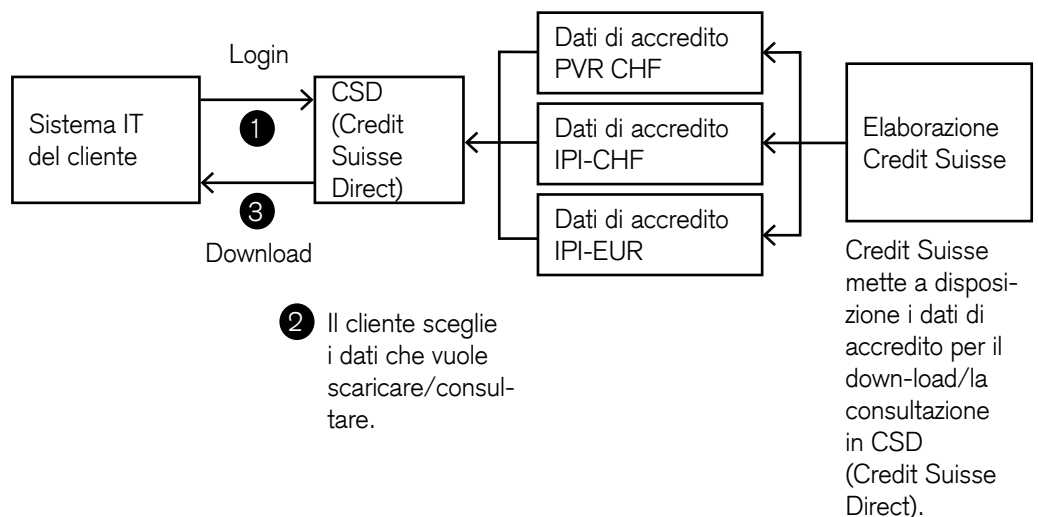 Login
Sistema IT
del cliente
1
3
Download
CSD
(Credit
Suisse
Direct)
Dati di accredito
PVR CHF
Dati di accredito
IPI-CHF
Dati di accredito
IPI-EUR
Elaborazione
Credit Suisse
2 Il cliente sceglie
i dati che vuole
scaricare/consul-
tare.
Credit Suisse
mette a disposi-
zione i dati di
accredito per il
down-load/la
consultazione
in CSD
(Credit Suisse
Direct).